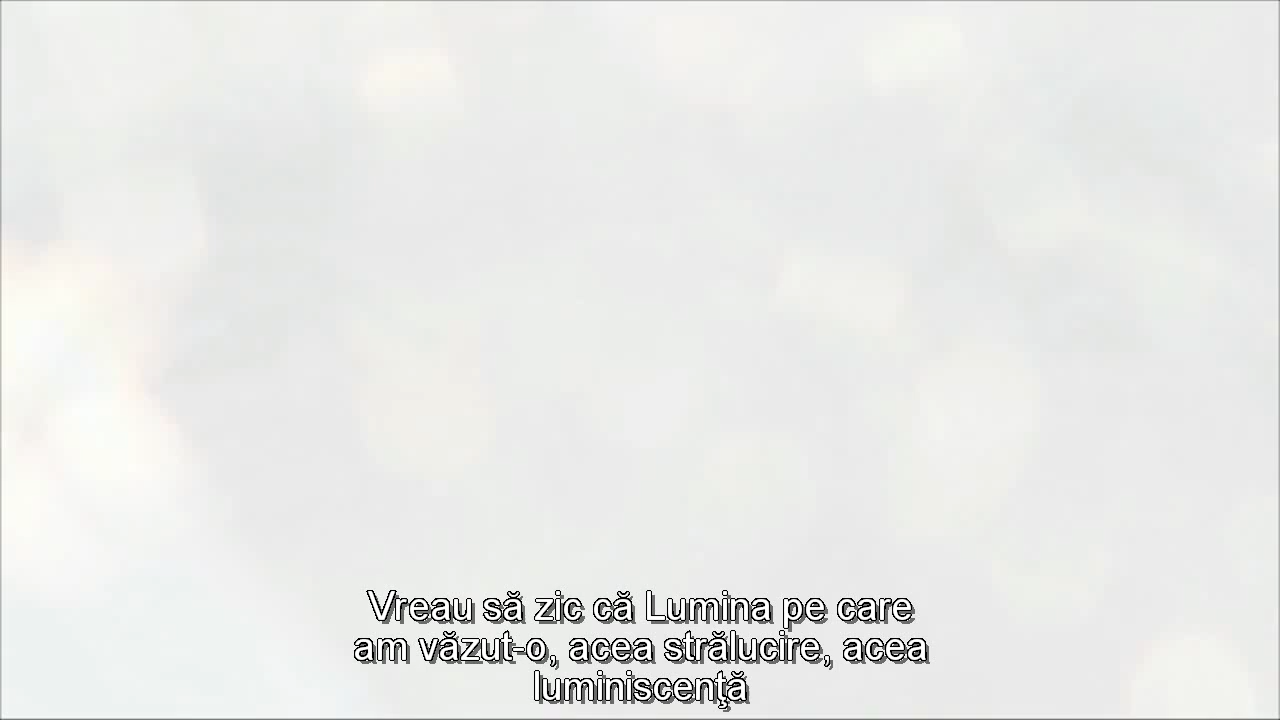 Vreau să zic că Lumina pe care
am văzut-o, acea strălucire, acea
luminiscenţă